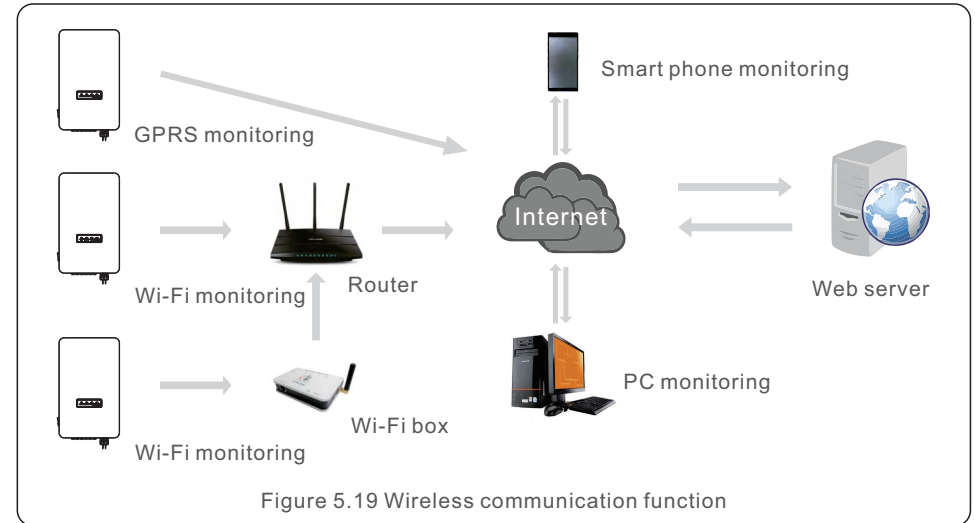 Smart phone monitoring
GPRS monitoring
Internet
Router
Wi-Fi monitoring
Web server
PC monitoring
Wi-Fi box
Wi-Fi monitoring
Figure 5.19 Wireless communication function